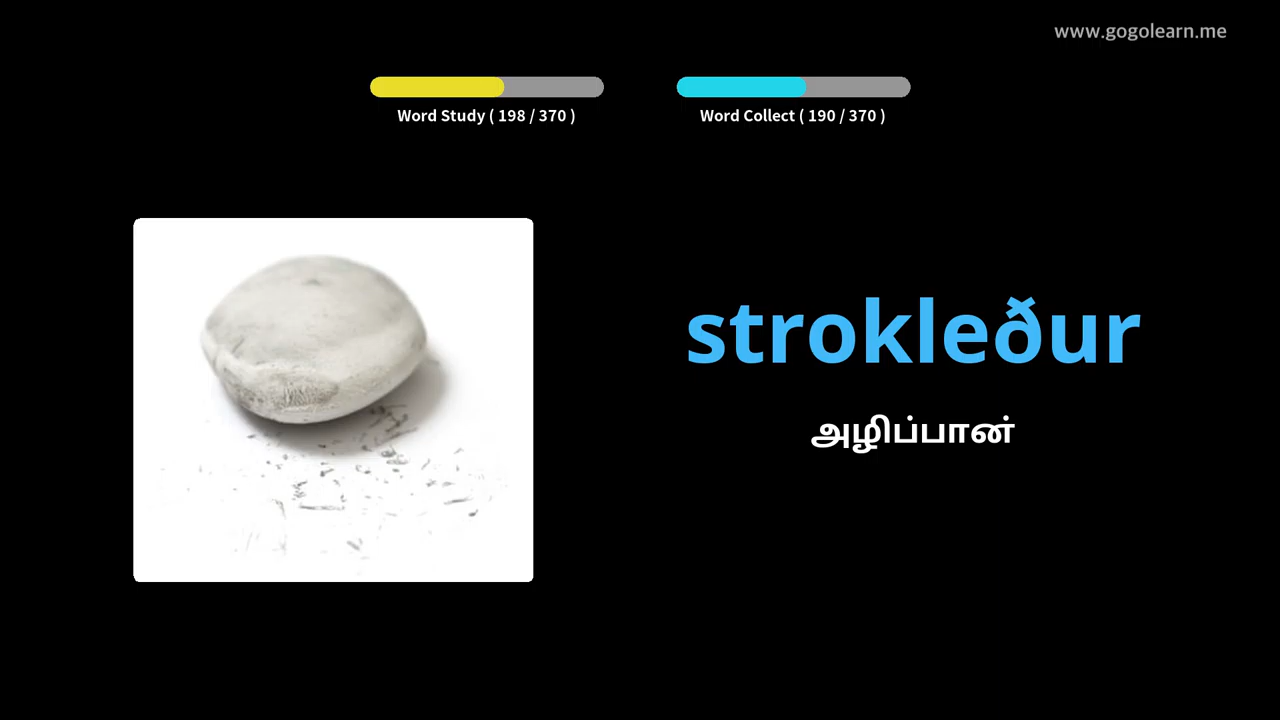 www.gogolearn.me
Word Study ( 198 / 370 )
Word Collect ( 190 / 370 )
strokleður
அழிப்பான்